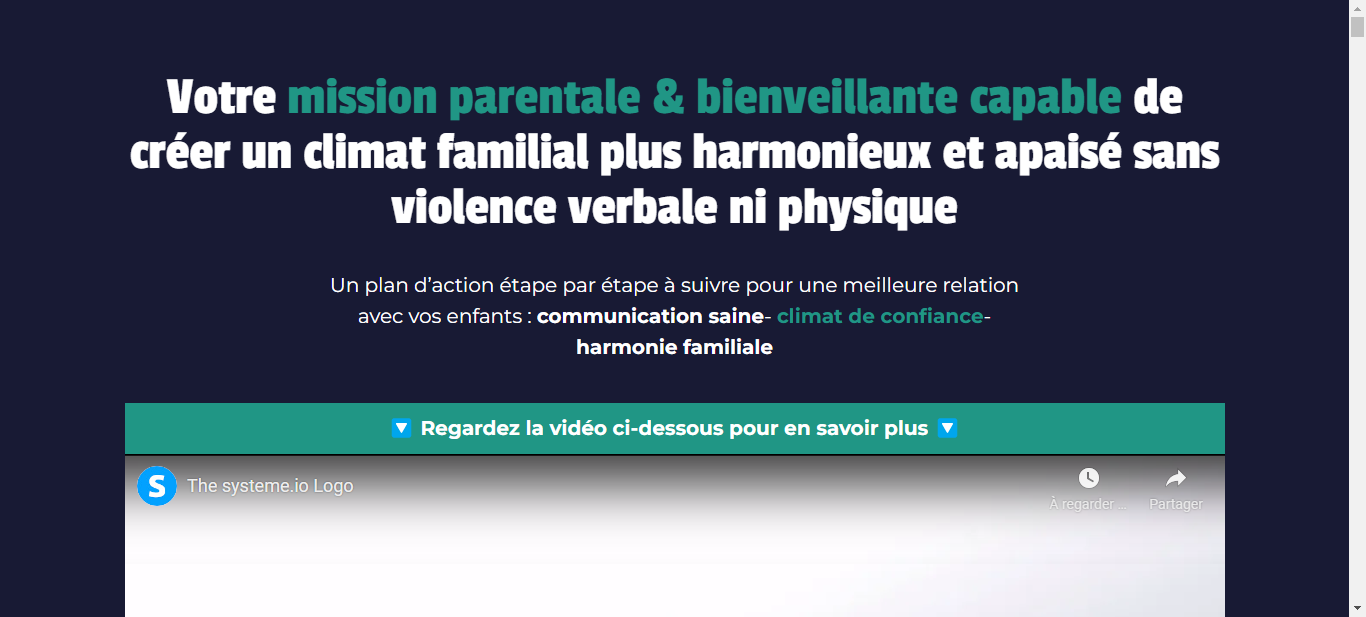 Votre mission parentale & bienveillante capable de
créer un climat familial plus harmonieux et apaisé sans
violence verbale ni physique
Un plan d’action étape par étape à suivre pour une meilleure relation
avec vos enfants : communication saine- climat de confiance-
harmonie familiale
🔽 Regardez la vidéo ci-dessous pour en savoir plus 🔽
S The systeme.io Logo
À regarder ... Partager